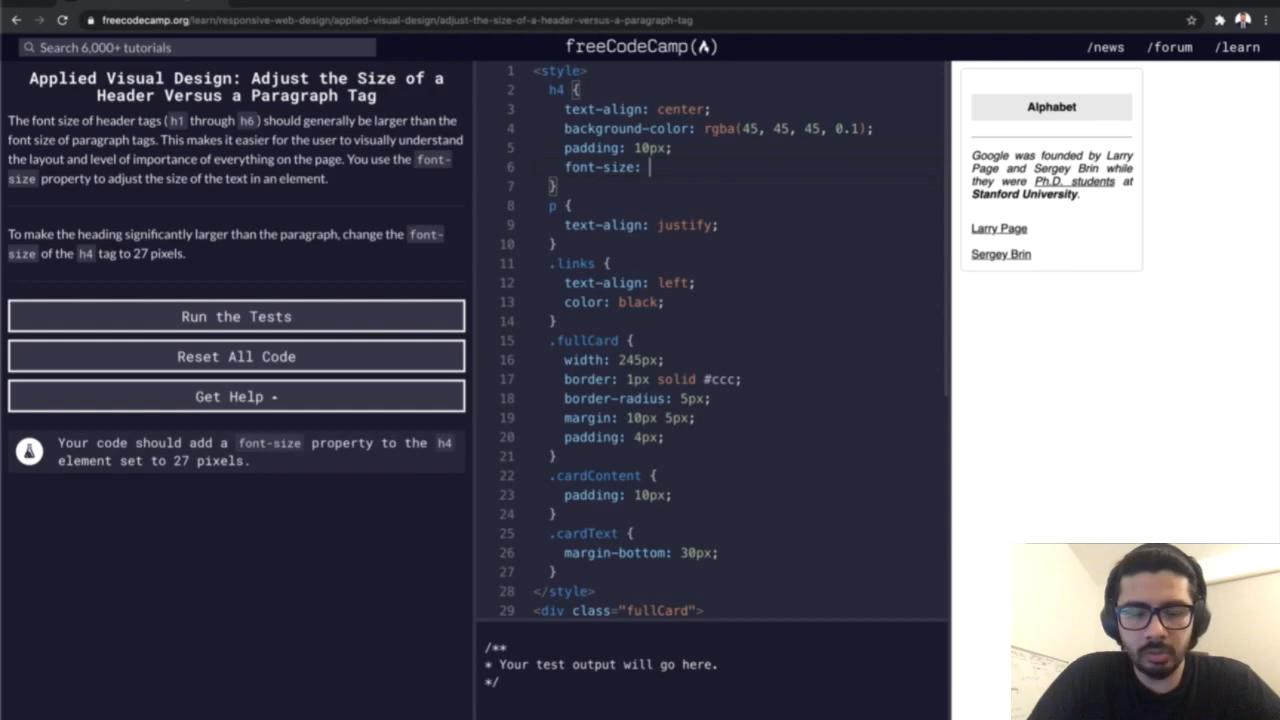 freecodecamp.org/learn/responsive-web-design/applied-visual-design/adjust-the-size-of-a-header-versus-a-paragraph-tag
Search 6,000+ tutorials
freeCodeCamp
/news /forum /learn
Applied Visual Design: Adjust the Size of a
Header Versus a Paragraph Tag
The font size of header tags ( h1 through h6 ) should generally be larger than the
font size of paragraph tags. This makes it easier for the user to visually understand
the layout and level of importance of everything on the page. You use the font-
size property to adjust the size of the text in an element.
To make the heading significantly larger than the paragraph, change the font-
size of the h4 tag to 27 pixels.
Run the Tests
Reset All Code
Get Help
Your code should add a font-size property to the h4
element set to 27 pixels.
1 <style>
2 h4 {
3 text-align: center;
4 background-color: rgba(45, 45, 45, 0.1);
5 padding: 10px;
6 font-size:
7 }
8 p {
9 text-align: justify;
10 }
11 .links {
12 text-align: left;
13 color: black;
14 }
15 .fullCard {
16 width: 245px;
17 border: 1px solid #ccc;
18 border-radius: 5px;
19 margin: 10px 5px;
20 padding: 4px;
21 }
22 .cardContent {
23 padding: 10px;
24 }
25 .cardText {
26 margin-bottom: 30px;
27 }
28 </style>
29 <div class="fullCard">
/**
* Your test output will go here.
*/
Alphabet
Google was founded by Larry
Page and Sergey Brin while
they were Ph.D. students at
Stanford University.
Larry Page
Sergey Brin